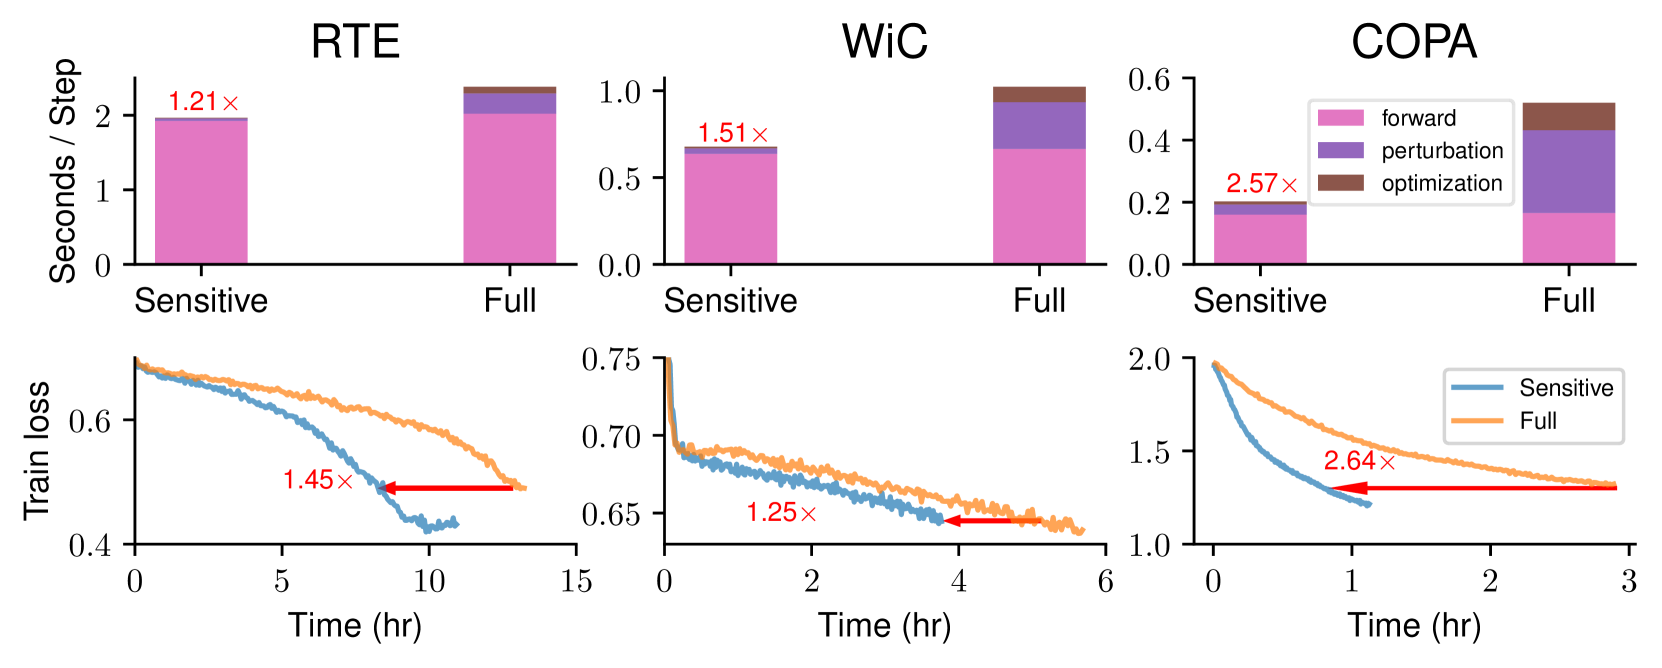 RTE
WiC
COPA
Seconds / Step
2
1
0
1.21×
Sensitive
Full
1.0
0.5
0.0
1.51×
Sensitive
Full
0.6
0.4
0.2
0.0
2.57×
forward
perturbation
optimization
Sensitive
Full
Train loss
0.6
0.4
1.45×
0
5
10
15
Time (hr)
0.75
0.70
0.65
1.25×
0
2
4
6
Time (hr)
2.0
1.5
1.0
2.64×
Sensitive
Full
0
1
2
3
Time (hr)